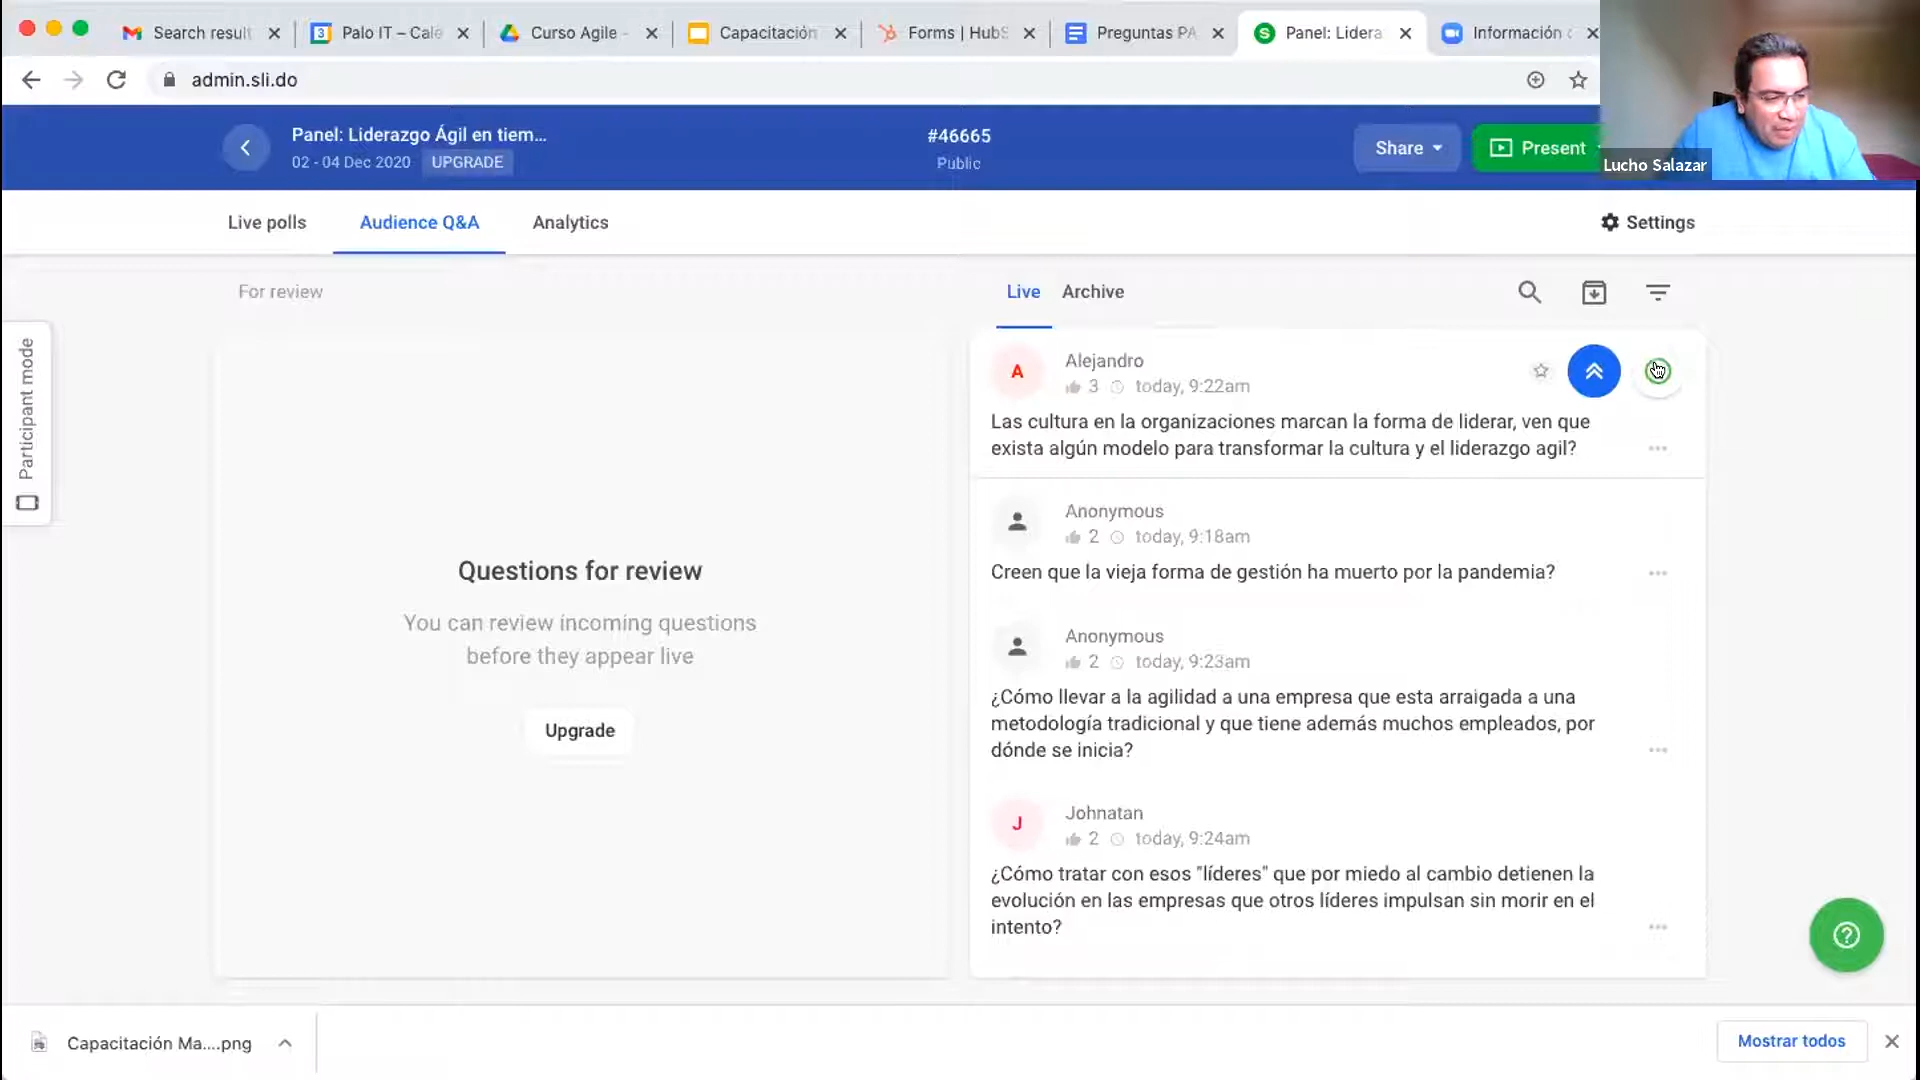 Search result
Palo IT – Cale
Curso Agile -
Capacitación
Forms | HubS
Preguntas PA
Panel: Lidera
Información
admin.sli.do
Lucho Salazar
Panel: Liderazgo Ágil en tiem...
02 - 04 Dec 2020
UPGRADE
#46665
Public
Share
Present
Live polls
Audience Q&A
Analytics
Settings
Participant mode
For review
Questions for review
You can review incoming questions
before they appear live
Upgrade
Live
Archive
A
Alejandro
3
today, 9:22am
Las cultura en la organizaciones marcan la forma de liderar, ven que
exista algún modelo para transformar la cultura y el liderazgo agil?
Anonymous
2
today, 9:18am
Creen que la vieja forma de gestión ha muerto por la pandemia?
Anonymous
2
today, 9:23am
¿Cómo llevar a la agilidad a una empresa que esta arraigada a una
metodología tradicional y que tiene además muchos empleados, por
dónde se inicia?
J
Johnatan
2
today, 9:24am
¿Cómo tratar con esos "líderes" que por miedo al cambio detienen la
evolución en las empresas que otros líderes impulsan sin morir en el
intento?
Capacitación Ma....png
Mostrar todos